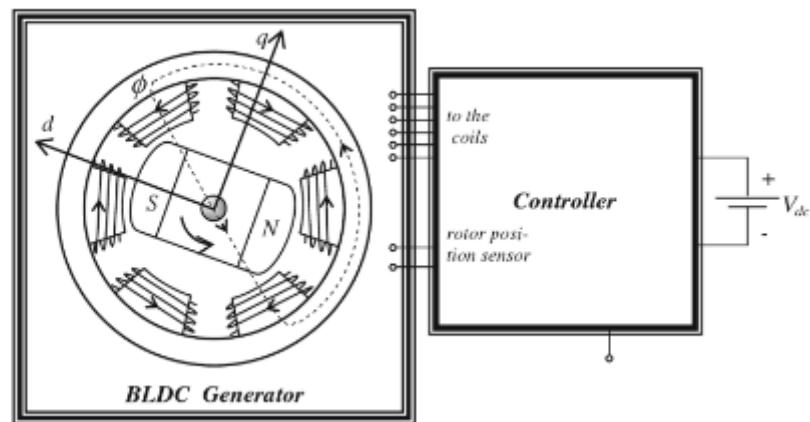 q
ϕ
d
S
N
BLDC Generator
to the
coils
Controller
rotor posi-
tion sensor
+
V_dc
-